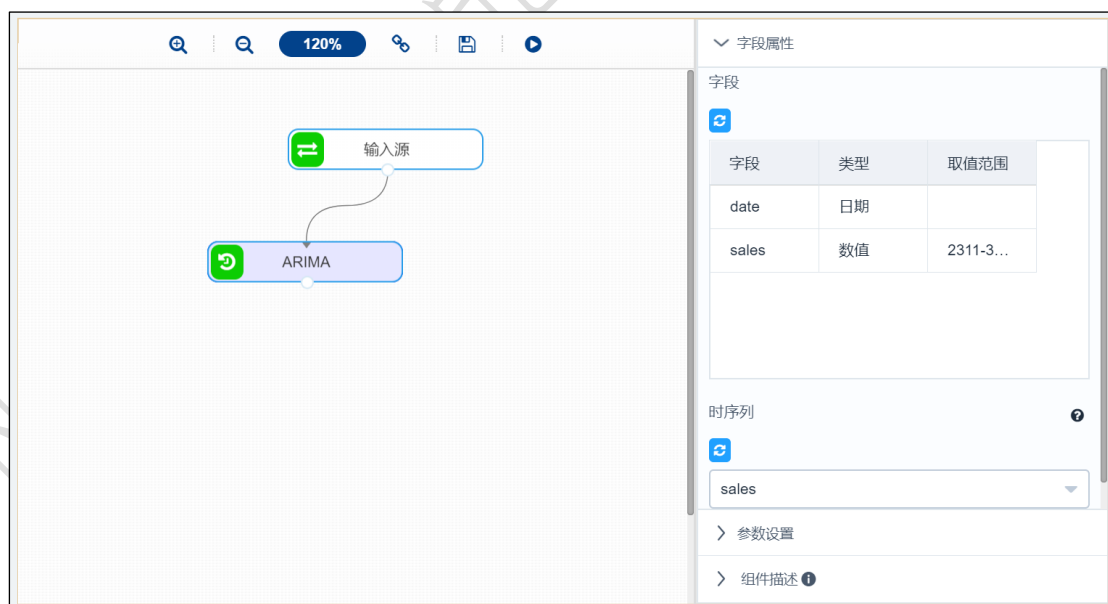 120%
输入源
ARIMA
字段属性
字段
字段 类型 取值范围
date 日期
sales 数值 2311-3...
时序列
sales
参数设置
组件描述